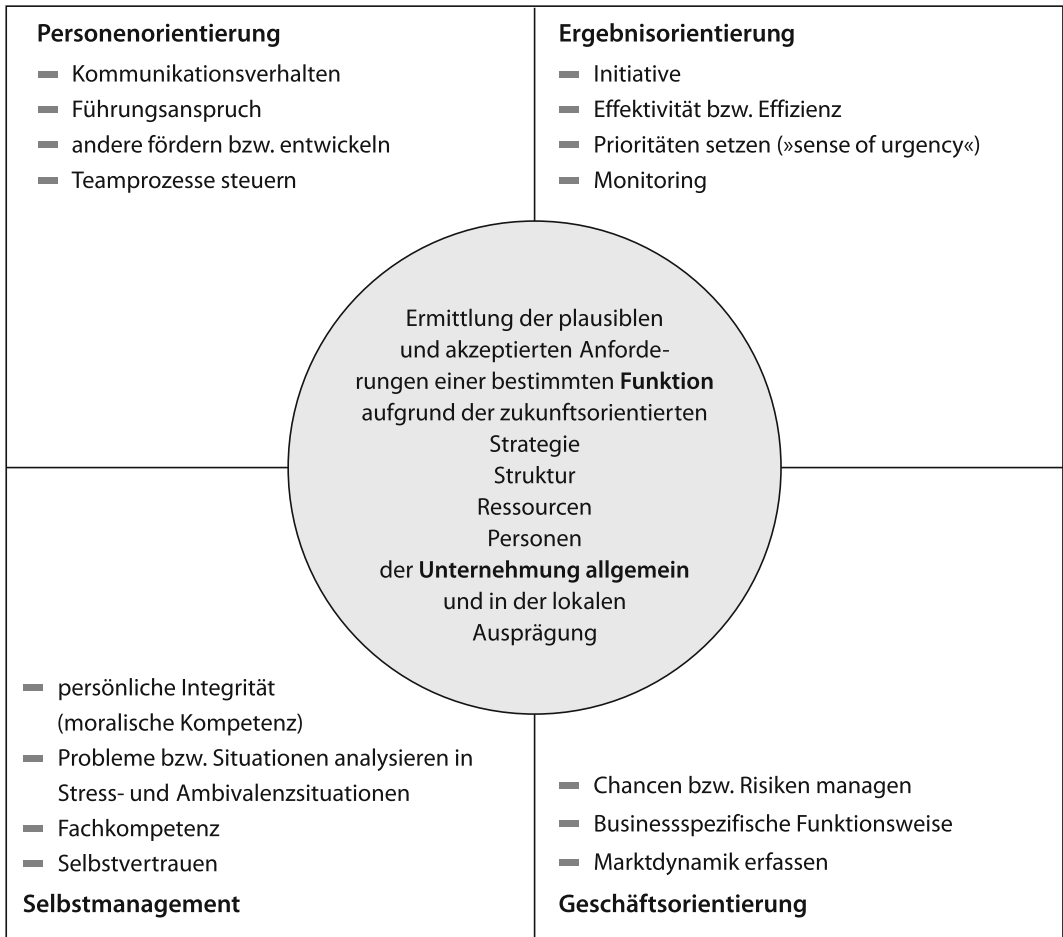 Personenorientierung
Kommunikationsverhalten
Führungsanspruch
andere fördern bzw. entwickeln
Teamprozesse steuern
Ergebnisorientierung
Initiative
Effektivität bzw. Effizienz
Prioritäten setzen (»sense of urgency«)
Monitoring
Ermittlung der plausiblen
und akzeptierten Anforde-
rungen einer bestimmten Funktion
aufgrund der zukunftsorientierten
Strategie
Struktur
Ressourcen
Personen
der Unternehmung allgemein
und in der lokalen
Ausprägung
persönliche Integrität
(moralische Kompetenz)
Probleme bzw. Situationen analysieren in
Stress- und Ambivalenzsituationen
Fachkompetenz
Selbstvertrauen
Selbstmanagement
Chancen bzw. Risiken managen
Businessspezifische Funktionsweise
Marktdynamik erfassen
Geschäftsorientierung